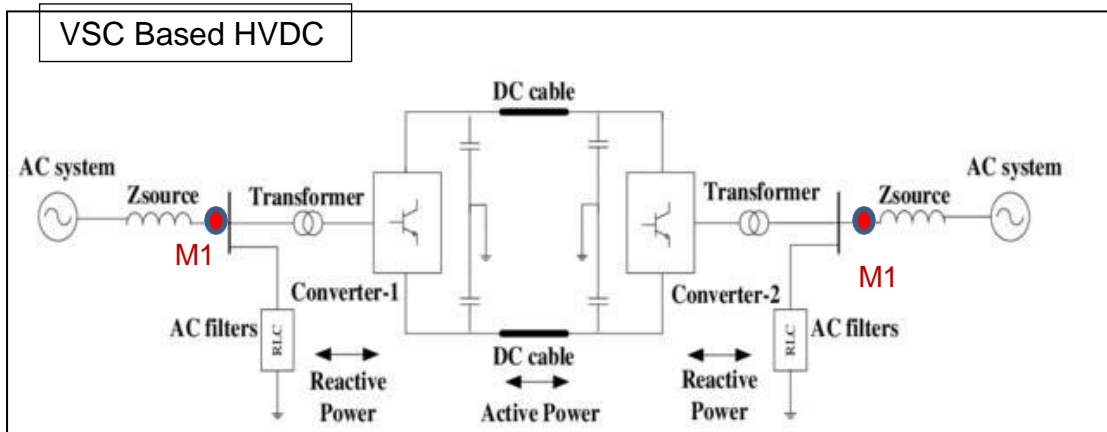 VSC Based HVDC
DC cable
AC system
Zsource
Transformer
Transformer
Zsource
AC system
M1
M1
Converter-1
Converter-2
AC filters
RLC
RLC
AC filters
DC cable
Reactive
Power
Active Power
Reactive
Power